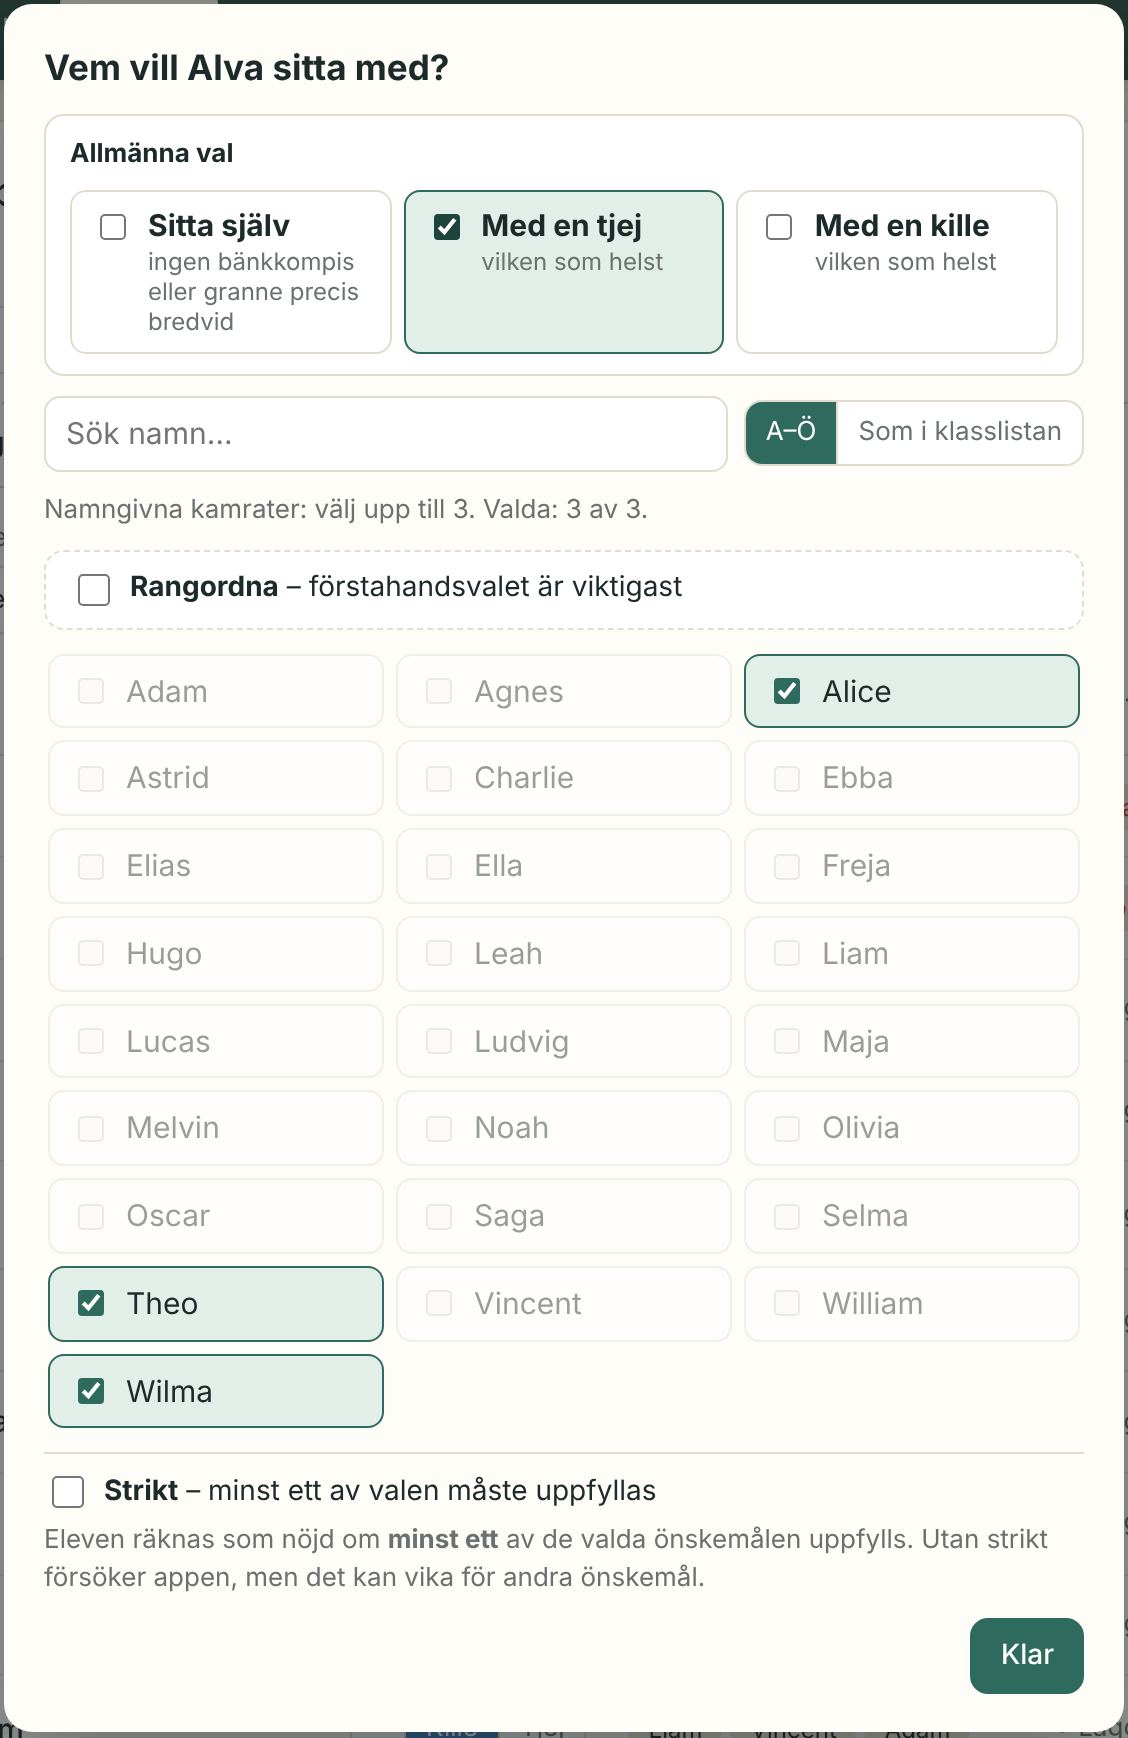 Vem vill Alva sitta med?
Allmänna val
Sitta själv
ingen bänkkompis
eller granne precis
bredvid
Med en tjej
vilken som helst
Med en kille
vilken som helst
Sök namn...
A–Ö
Som i klasslistan
Namngivna kamrater: välj upp till 3. Valda: 3 av 3.
Rangordna – förstahandsvalet är viktigast
Adam
Agnes
Alice
Astrid
Charlie
Ebba
Elias
Ella
Freja
Hugo
Leah
Liam
Lucas
Ludvig
Maja
Melvin
Noah
Olivia
Oscar
Saga
Selma
Theo
Vincent
William
Wilma
Strikt – minst ett av valen måste uppfyllas
Eleven räknas som nöjd om minst ett av de valda önskemålen uppfylls. Utan strikt
försöker appen, men det kan vika för andra önskemål.
Klar
Liam
Vincent
Adam